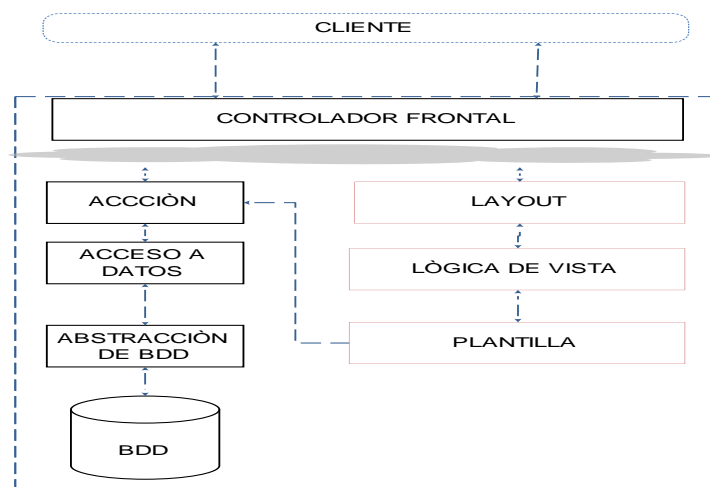 CLIENTE
CONTROLADOR FRONTAL
ACCCIÒN
LAYOUT
ACCESO A
DATOS
LÒGICA DE VISTA
ABSTRACCIÒN
DE BDD
PLANTILLA
BDD